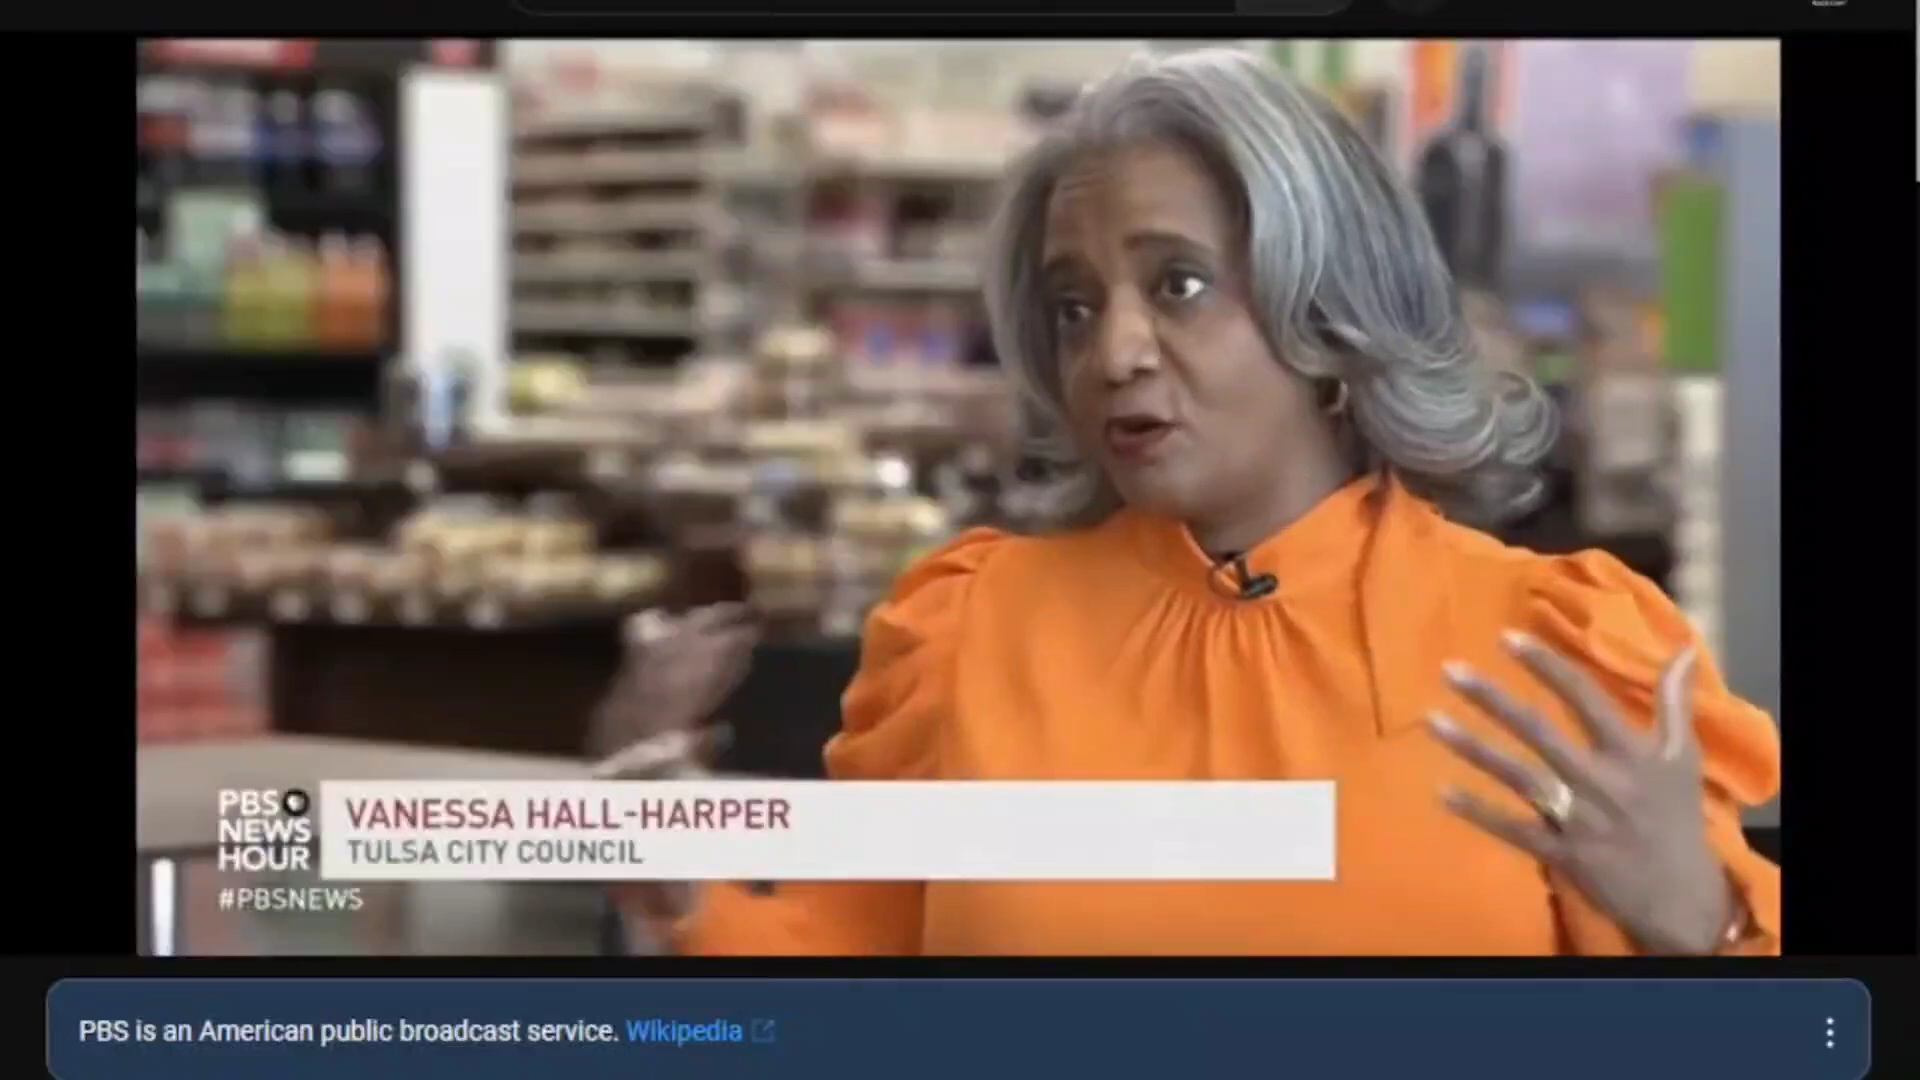 PBS
NEWS
HOUR
VANESSA HALL-HARPER
TULSA CITY COUNCIL
#PBSNEWS
PBS is an American public broadcast service. Wikipedia